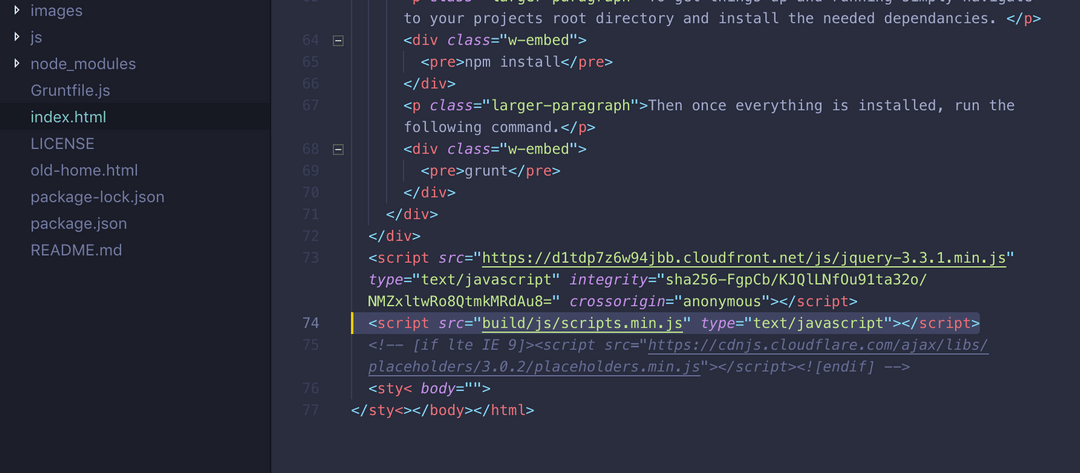 images
js
node_modules
Gruntfile.js
index.html
LICENSE
old-home.html
package-lock.json
package.json
README.md
to your projects root directory and install the needed dependancies. </p>
64 <div class="w-embed">
65 <pre>npm install</pre>
66 </div>
67 <p class="larger-paragraph">Then once everything is installed, run the
following command.</p>
68 <div class="w-embed">
69 <pre>grunt</pre>
70 </div>
71 </div>
72 </div>
73 <script src="https://d1tdp7z6w94jbb.cloudfront.net/js/jquery-3.3.1.min.js"
type="text/javascript" integrity="sha256-FgpCb/KJQlLNfOu91ta32o/
NMZxltwRo8QtmkMRdAu8=" crossorigin="anonymous"></script>
74 <script src="build/js/scripts.min.js" type="text/javascript"></script>
75 <!-- [if lte IE 9]><script src="https://cdnjs.cloudflare.com/ajax/libs/
placeholders/3.0.2/placeholders.min.js"></script><![endif] -->
76 <sty< body="">
77 </sty<></body></html>